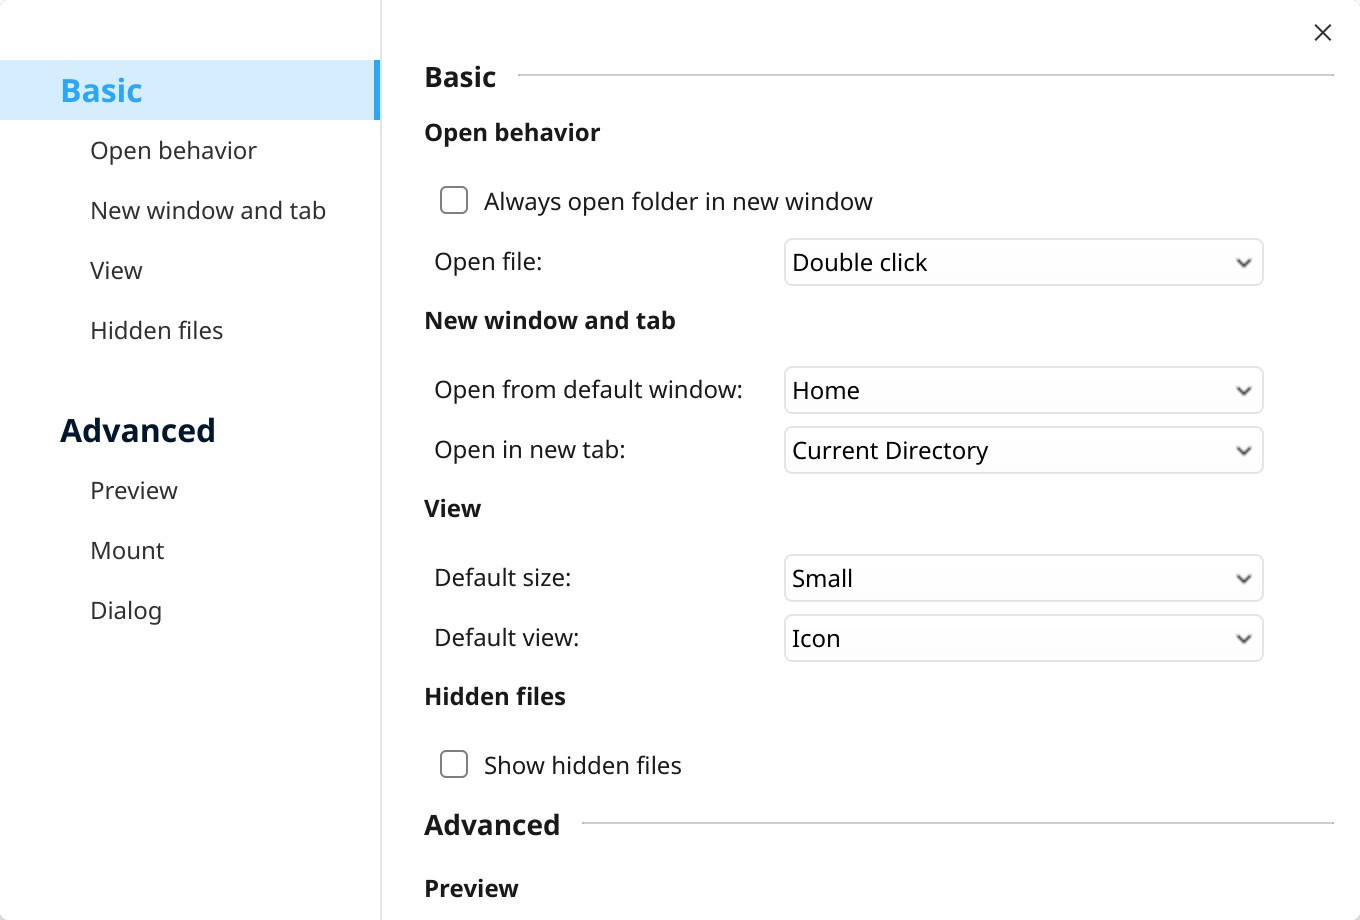 Basic
Open behavior
New window and tab
View
Hidden files
Advanced
Preview
Mount
Dialog
Basic
Open behavior
Always open folder in new window
Open file: Double click
New window and tab
Open from default window: Home
Open in new tab: Current Directory
View
Default size: Small
Default view: Icon
Hidden files
Show hidden files
Advanced
Preview